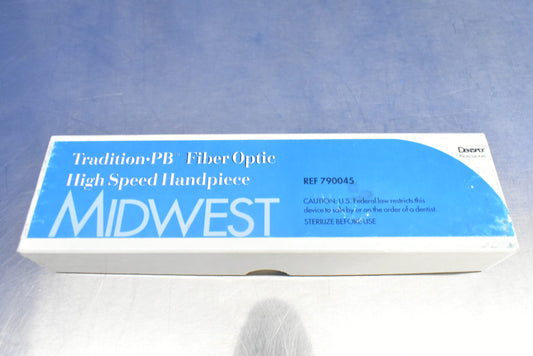 Tradition•PB™ Fiber Optic
High Speed Handpiece
MIDWEST
DENTSPLY
REF 790045
CAUTION: U.S. Federal law restricts this
device to sale by or on the order of a dentist.
STERILIZE BEFORE USE